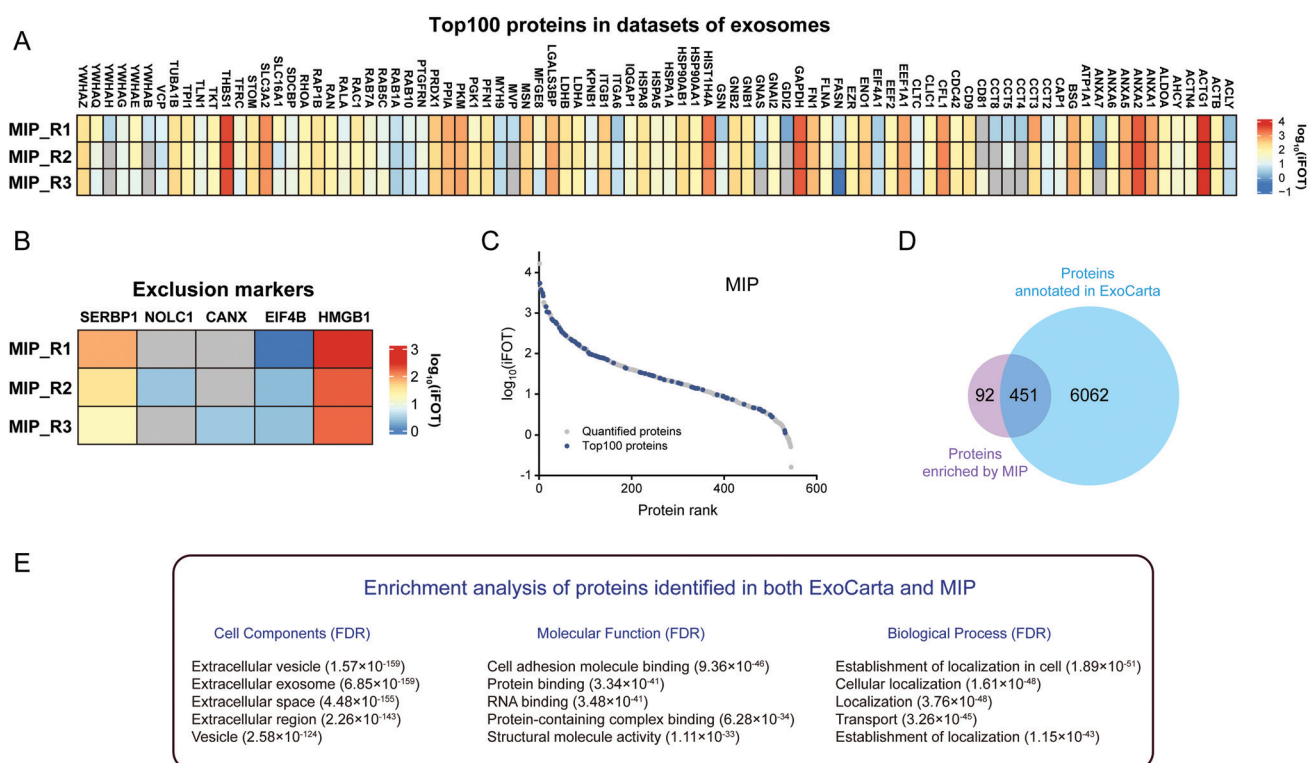 A
Top100 proteins in datasets of exosomes
YWHAZ
YWHAQ
YWHAH
YWHAG
YWHAE
YWHAB
VCP
TUBA1B
TPI1
TLN1
TKT
THBS1
TFRC
STOM
SLC3A2
SLC16A1
SDCBP
RHOA
RAP1B
RAN
RALA
RAC1
RAB7A
RAB5C
RAB1A
RAB10
PTGFRN
PRDX1
PPIA
PKM
PGK1
PFN1
MYH9
MVP
MSN
MFGE8
LGALS3BP
LDHB
LDHA
KPNB1
ITGB1
ITGA6
IQGAP1
HSPA8
HSPA5
HSPA1A
HSP90AB1
HSP90AA1
HIST1H4A
GSN
GNB2
GNB1
GNAS
GNAI2
GDI2
GAPDH
FN1
FLNA
FASN
EZR
ENO1
EIF4A1
EEF2
EEF1A1
CLTC
CLIC1
CFL1
CDC42
CD9
CD81
CCT8
CCT5
CCT4
CCT3
CCT2
CAP1
BSG
ATP1A1
ANXA7
ANXA6
ANXA5
ANXA2
ANXA1
ALDOA
AHCY
ACTN4
ACTG1
ACTB
ACLY
MIP_R1
MIP_R2
MIP_R3
4
3
2
1
0
−1
log10(iFOT)
B
Exclusion markers
SERBP1 NOLC1 CANX EIF4B HMGB1
MIP_R1
MIP_R2
MIP_R3
3
2
1
0
log10(iFOT)
C
MIP
4
3
2
1
0
-1
log10(iFOT)
Quantified proteins
Top100 proteins
0 200 400 600
Protein rank
D
Proteins
annotated in ExoCarta
92 451 6062
Proteins
enriched by MIP
E
Enrichment analysis of proteins identified in both ExoCarta and MIP
Cell Components (FDR)
Extracellular vesicle (1.57×10-159)
Extracellular exosome (6.85×10-159)
Extracellular space (4.48×10-155)
Extracellular region (2.26×10-143)
Vesicle (2.58×10-124)
Molecular Function (FDR)
Cell adhesion molecule binding (9.36×10-46)
Protein binding (3.34×10-41)
RNA binding (3.48×10-41)
Protein-containing complex binding (6.28×10-34)
Structural molecule activity (1.11×10-33)
Biological Process (FDR)
Establishment of localization in cell (1.89×10-51)
Cellular localization (1.61×10-48)
Localization (3.76×10-48)
Transport (3.26×10-45)
Establishment of localization (1.15×10-43)